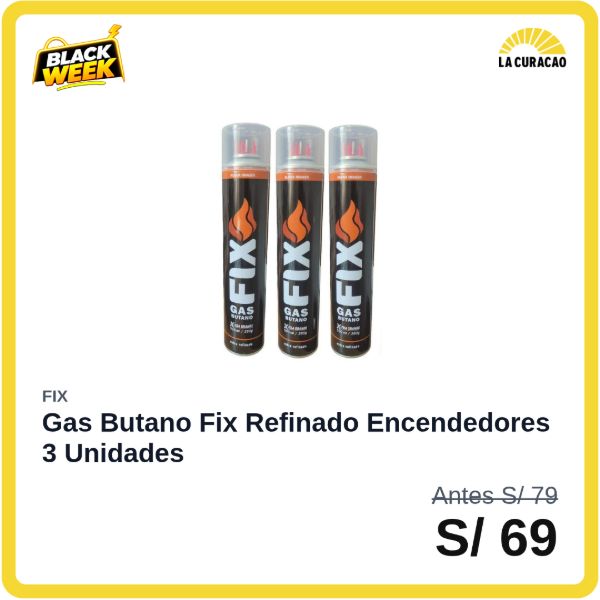 BLACK
WEEK
LA CURACAO
FIX
GAS
BUTANO
FIX
GAS
BUTANO
FIX
GAS
BUTANO
FIX
Gas Butano Fix Refinado Encendedores
3 Unidades
Antes S/ 79
S/ 69